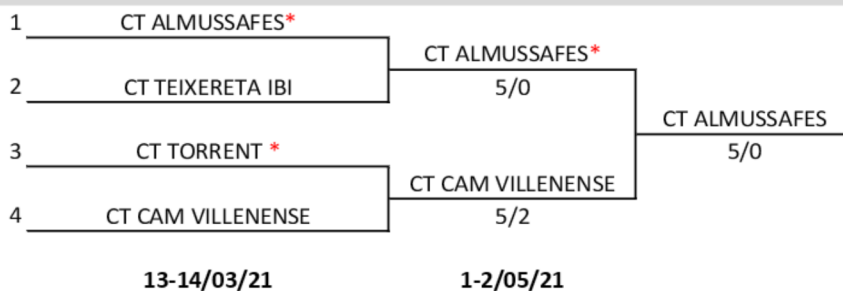 1 CT ALMUSSAFES*
CT ALMUSSAFES*
2 CT TEIXERETA IBI
5/0
CT ALMUSSAFES
3 CT TORRENT *
5/0
CT CAM VILLENENSE
4 CT CAM VILLENENSE
5/2
13-14/03/21 1-2/05/21